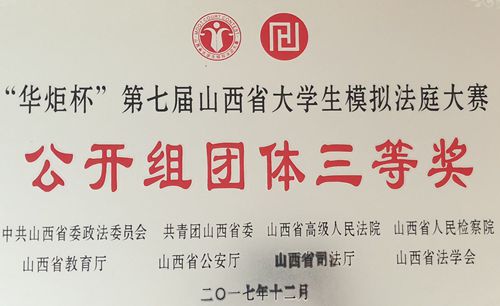 “华炬杯”第七届山西省大学生模拟法庭大赛
公开组团体三等奖
中共山西省委政法委员会 共青团山西省委 山西省高级人民法院 山西省人民检察院
山西省教育厅 山西省公安厅 山西省司法厅 山西省法学会
二〇一七年十二月